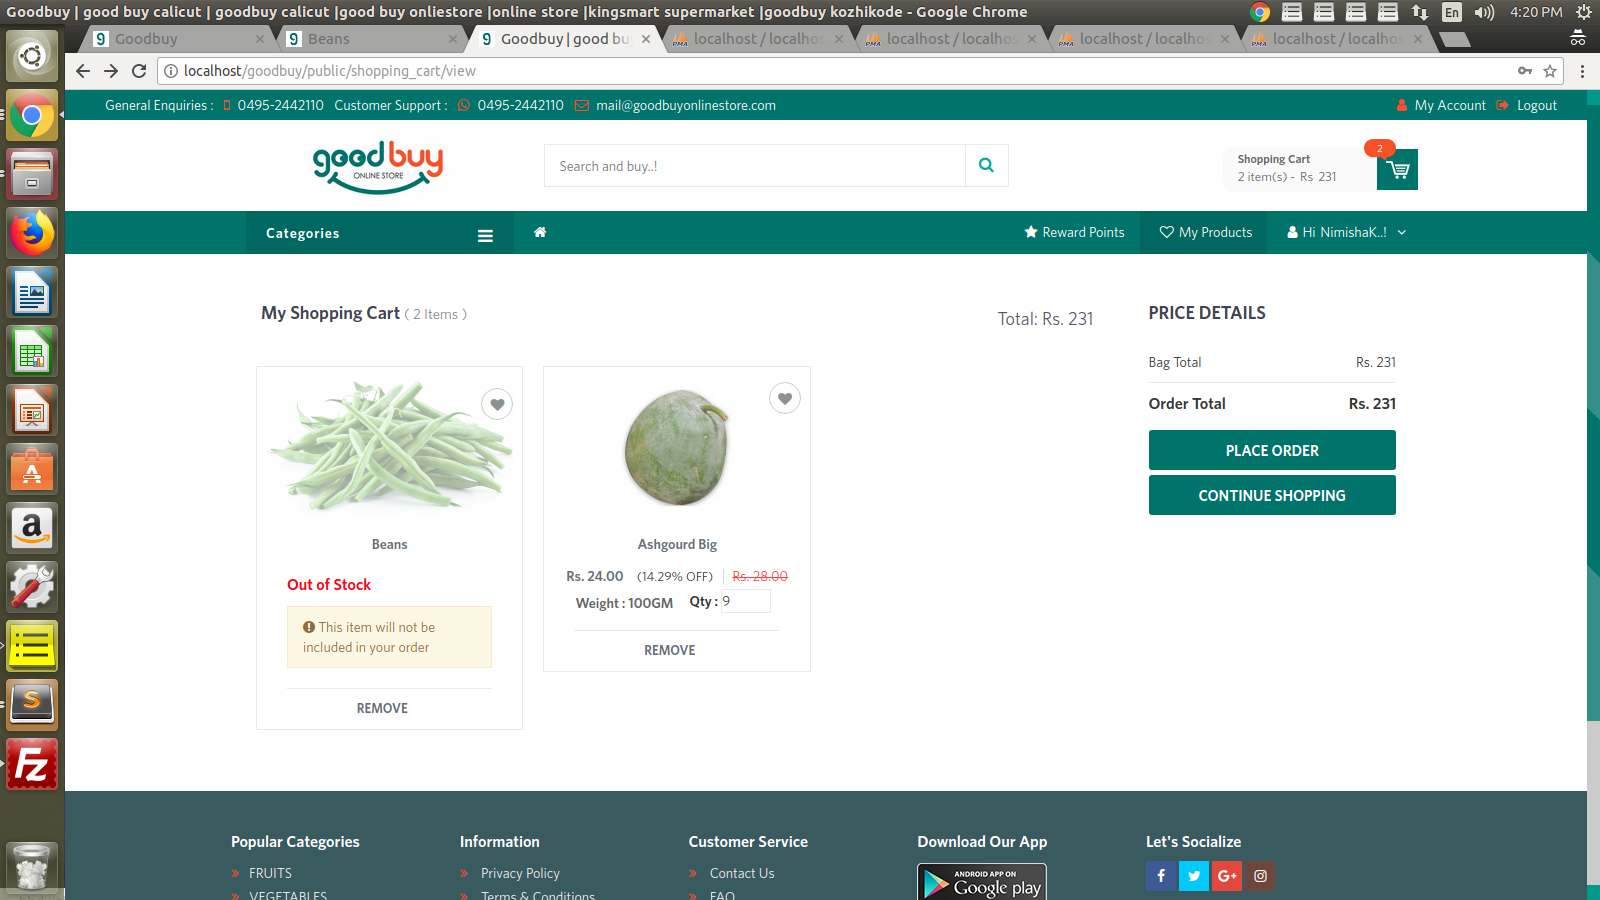 Goodbuy | good buy calicut | goodbuy calicut |good buy onliestore |online store |kingsmart supermarket |goodbuy kozhikode - Google Chrome
En
4:20 PM
Goodbuy
Beans
Goodbuy | good bu
localhost / localhos
localhost / localhos
localhost / localhos
localhost / localhos
localhost/goodbuy/public/shopping_cart/view
General Enquiries : 0495-2442110 Customer Support : 0495-2442110 mail@goodbuyonlinestore.com
My Account Logout
good buy
ONLINE STORE
Search and buy..!
Shopping Cart
2 item(s) - Rs 231
2
Categories
Reward Points
My Products
Hi NimishaK..!
My Shopping Cart ( 2 Items )
Total: Rs. 231
Beans
Out of Stock
This item will not be
included in your order
REMOVE
Ashgourd Big
Rs. 24.00 (14.29% OFF) Rs. 28.00
Weight : 100GM Qty : 9
REMOVE
PRICE DETAILS
Bag Total Rs. 231
Order Total Rs. 231
PLACE ORDER
CONTINUE SHOPPING
Popular Categories
FRUITS
VEGETABLES
Information
Privacy Policy
Terms & Conditions
Customer Service
Contact Us
FAQ
Download Our App
ANDROID APP ON
Google play
Let's Socialize